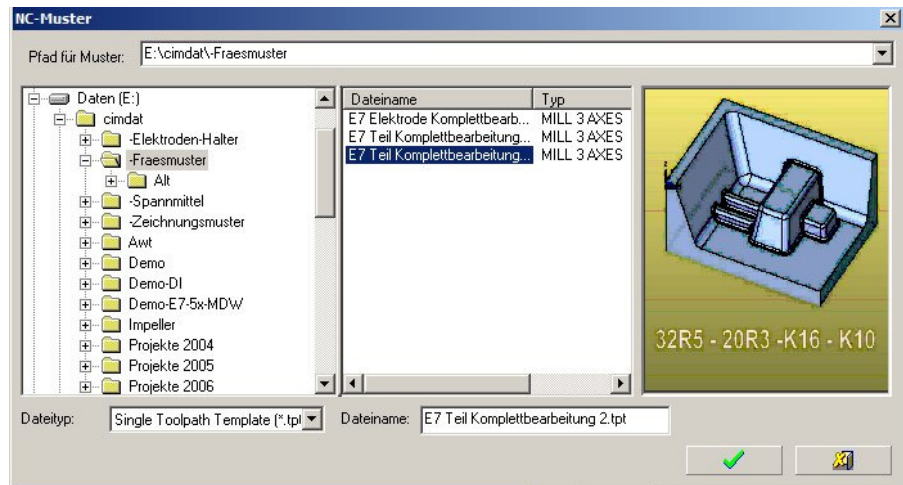 NC-Muster
Pfad für Muster: E:\cimdat\-Fraesmuster
Daten (E:)
cimdat
-Elektroden-Halter
-Fraesmuster
Alt
-Spannmittel
-Zeichnungsmuster
Awt
Demo
Demo-DI
Demo-E7-5x-MDW
Impeller
Projekte 2004
Projekte 2005
Projekte 2006
Dateiname Typ
E7 Elektrode Komplettbearb... MILL 3 AXES
E7 Teil Komplettbearbeitung... MILL 3 AXES
E7 Teil Komplettbearbeitung... MILL 3 AXES
32R5 - 20R3 -K16 - K10
Dateityp: Single Toolpath Template (*.tpt Dateiname: E7 Teil Komplettbearbeitung 2.tpt